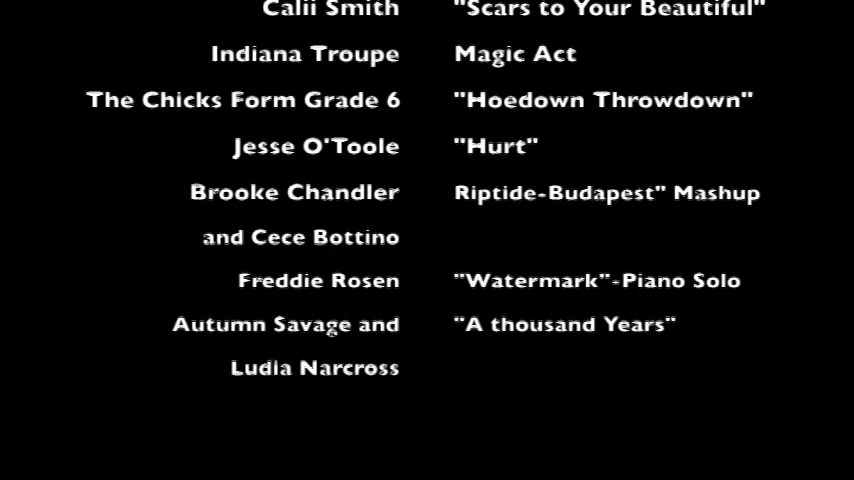 Calii Smith "Scars to Your Beautiful"
Indiana Troupe Magic Act
The Chicks Form Grade 6 "Hoedown Throwdown"
Jesse O'Toole "Hurt"
Brooke Chandler Riptide-Budapest" Mashup
and Cece Bottino
Freddie Rosen "Watermark"-Piano Solo
Autumn Savage and "A thousand Years"
Ludia Narcross